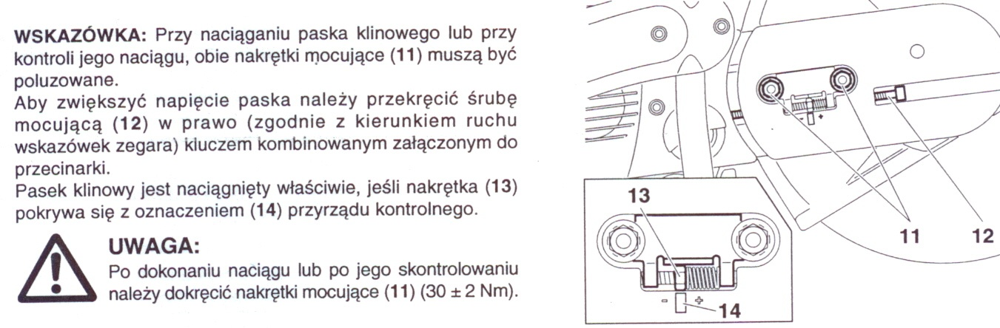 WSKAZÓWKA: Przy naciąganiu paska klinowego lub przy
kontroli jego naciągu, obie nakrętki mocujące (11) muszą być
poluzowane.
Aby zwiększyć napięcie paska należy przekręcić śrubę
mocującą (12) w prawo (zgodnie z kierunkiem ruchu
wskazówek zegara) kluczem kombinowanym załączonym do
przecinarki.
Pasek klinowy jest naciągnięty właściwie, jeśli nakrętka (13)
pokrywa się z oznaczeniem (14) przyrządu kontrolnego.
UWAGA:
Po dokonaniu naciągu lub po jego skontrolowaniu
należy dokręcić nakrętki mocujące (11) (30 ± 2 Nm).
- +
11
12
13
- +
14